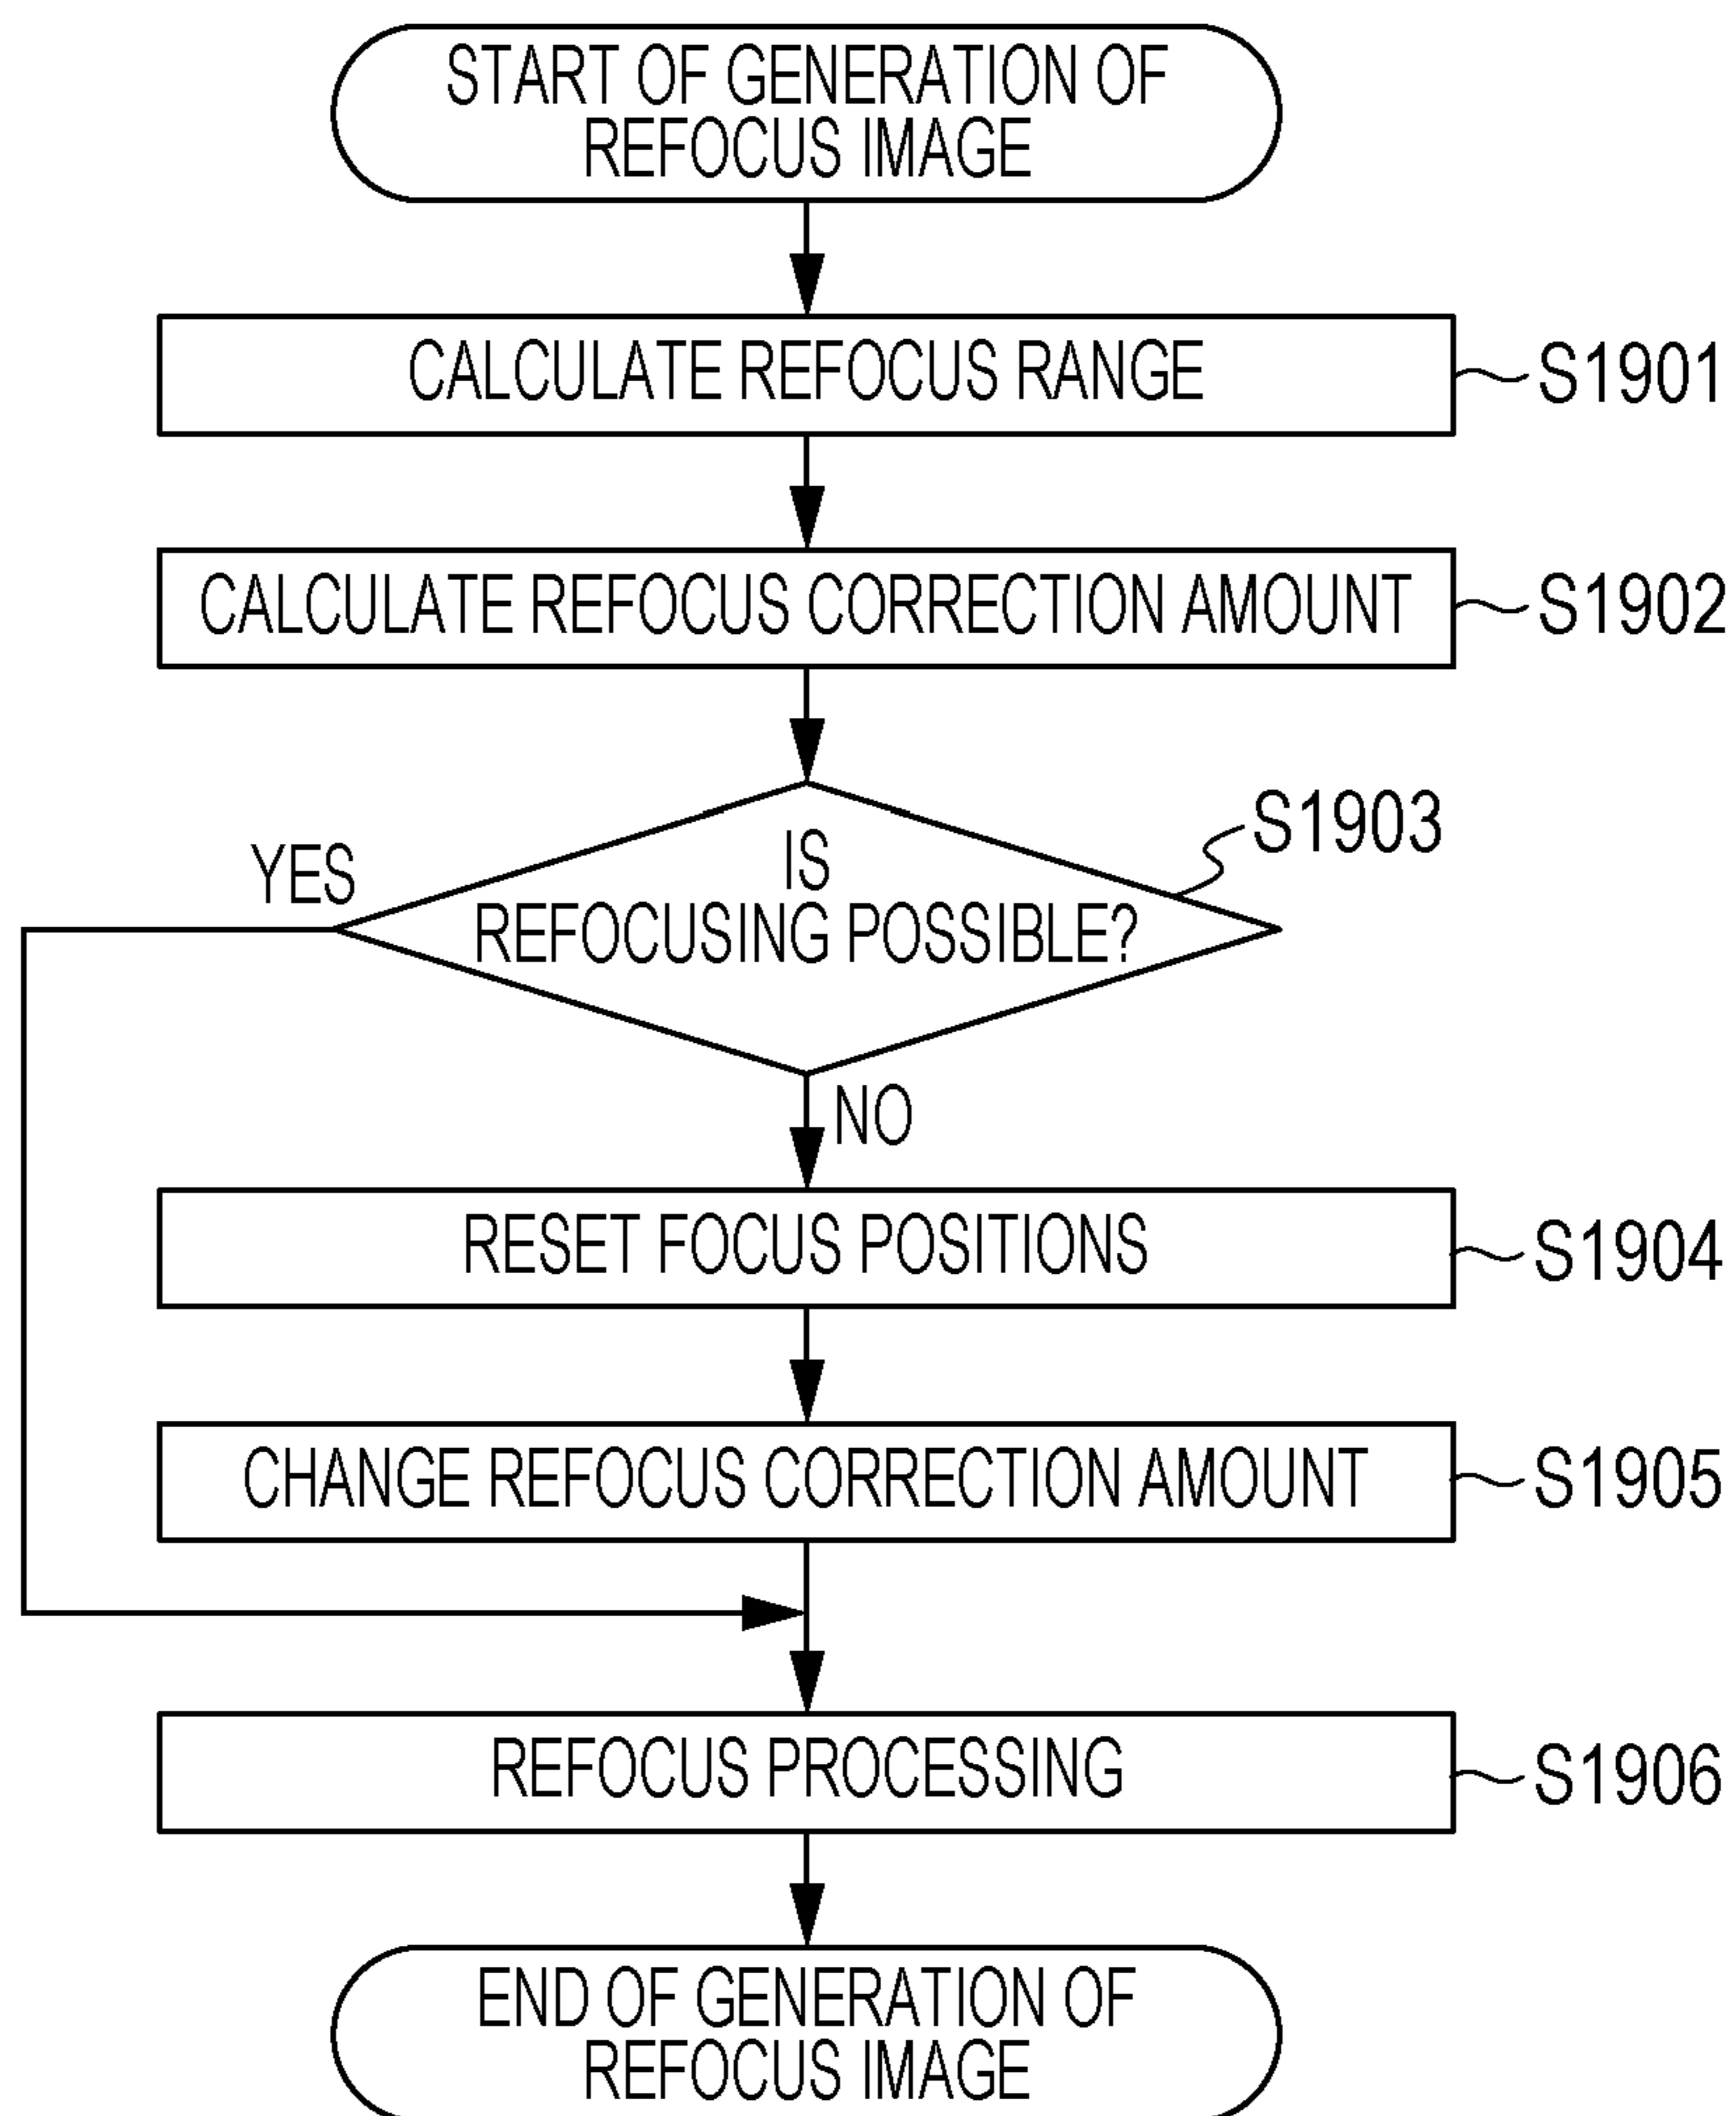 START OF GENERATION OF
REFOCUS IMAGE
CALCULATE REFOCUS RANGE
S1901
CALCULATE REFOCUS CORRECTION AMOUNT
S1902
S1903
YES
IS
REFOCUSING POSSIBLE?
NO
RESET FOCUS POSITIONS
S1904
CHANGE REFOCUS CORRECTION AMOUNT
S1905
REFOCUS PROCESSING
S1906
END OF GENERATION OF
REFOCUS IMAGE